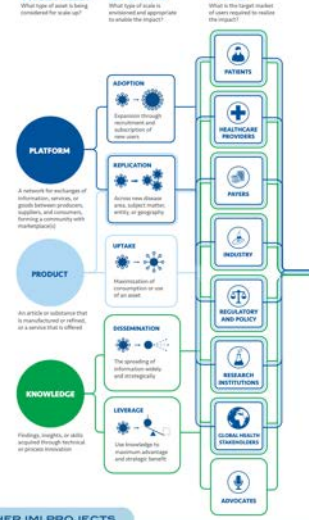 What type of asset is being
considered for scale up?
What type of scale is
envisioned and appropriate
to enable the impact?
What is the target market
of users required to realize
the impact?
PLATFORM
A network for exchanges of
information, services, or
goods between producers,
suppliers, and consumers,
forming a community with
marketplace(s)
PRODUCT
An article or substance that
is manufactured or refined,
or a service that is offered
KNOWLEDGE
Findings, insights, or skills
acquired through technical
or process innovation
ADOPTION
Expansion through
recruitment and
subscription of
new users
REPLICATION
Across new disease
area, subject matter,
entity, or geography
UPTAKE
Maximization of
consumption or use
of an asset
DISSEMINATION
The spreading of
information widely
and strategically
LEVERAGE
Use knowledge to
maximum advantage
and strategic benefit
PATIENTS
HEALTHCARE
PROVIDERS
PAYERS
INDUSTRY
REGULATORY
AND POLICY
RESEARCH
INSTITUTIONS
GLOBAL HEALTH
STAKEHOLDERS
ADVOCATES
HER IMI PROJECTS